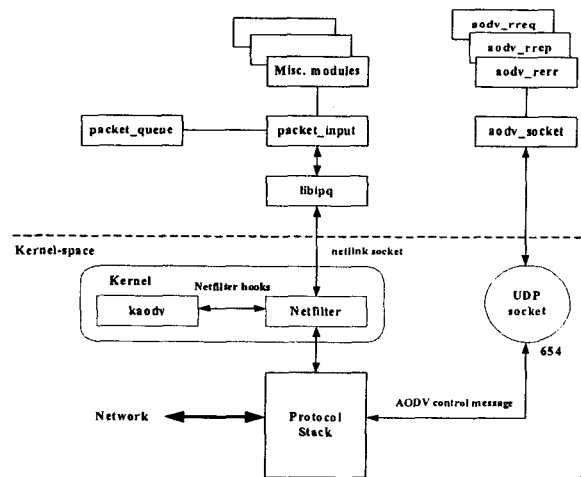 aodv_rreq
aodv_rrep
Misc. modules
aodv_rerr
packet_queue
packet_input
aodv_socket
libipq
Kernel-space
netlink socket
Kernel
Netfilter hooks
kaodv
Netfilter
UDP
socket
654
AODV control message
Network
Protocol
Stack